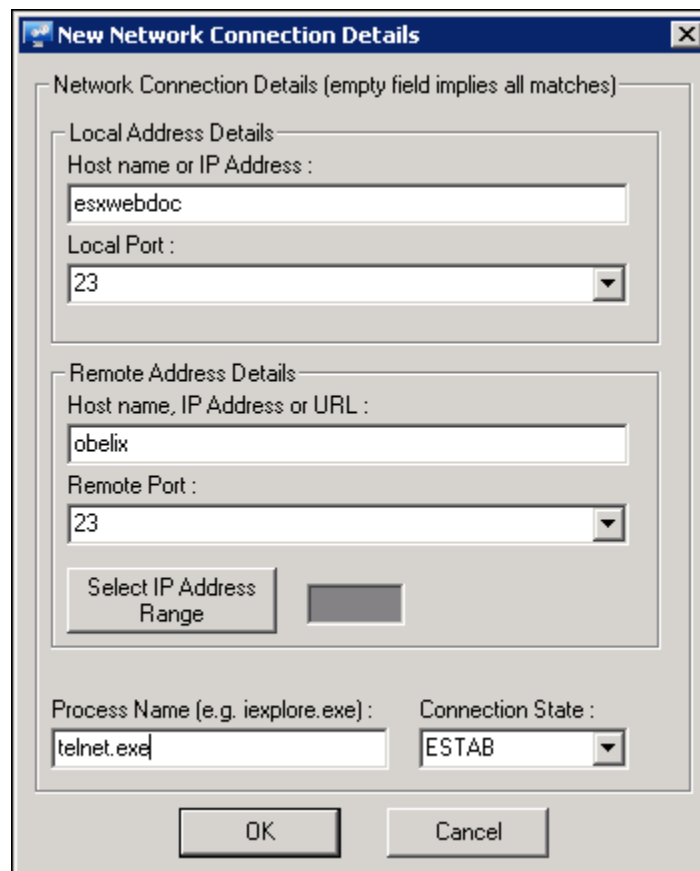 New Network Connection Details
Network Connection Details (empty field implies all matches)
Local Address Details
Host name or IP Address :
esxwebdoc
Local Port :
23
Remote Address Details
Host name, IP Address or URL :
obelix
Remote Port :
23
Select IP Address
Range
Process Name (e.g. iexplore.exe) : Connection State :
telnet.exe ESTAB
OK Cancel